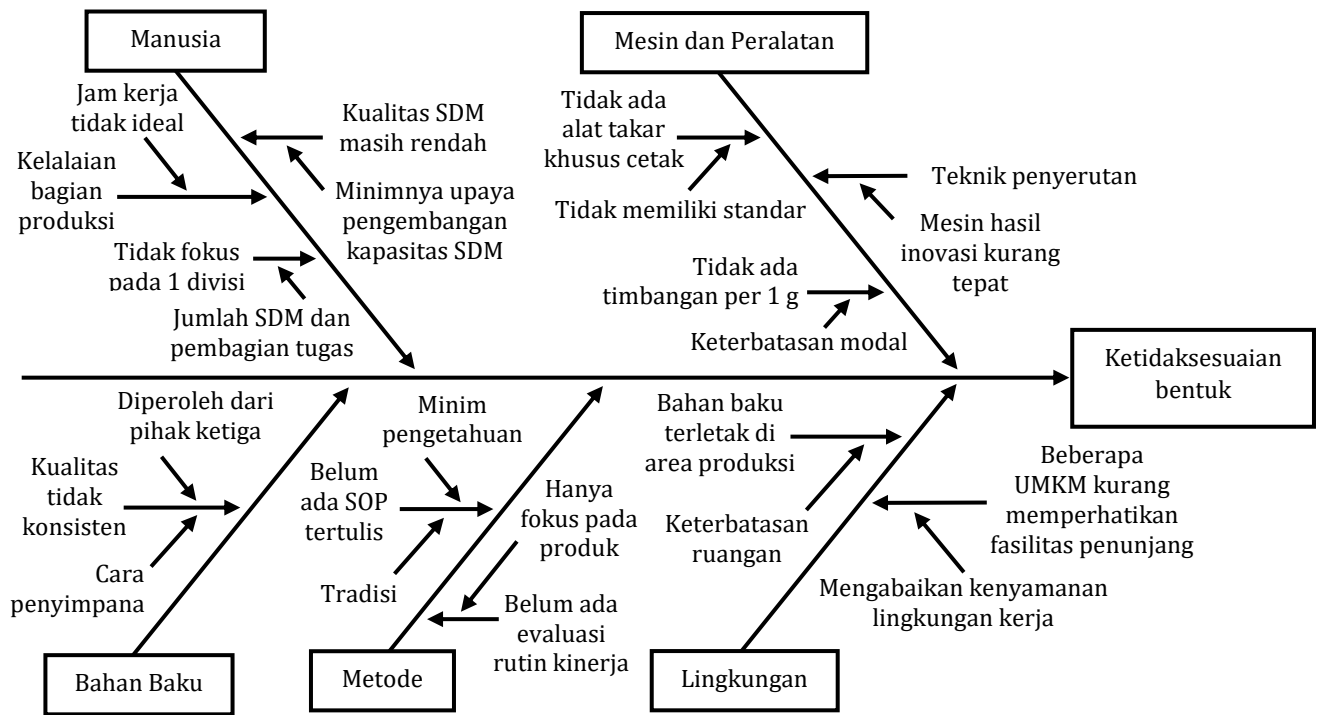 Manusia
Mesin dan Peralatan
Jam kerja
tidak ideal
Kualitas SDM
masih rendah
Kelalaian
bagian
produksi
Minimnya upaya
pengembangan
kapasitas SDM
Tidak fokus
pada 1 divisi
Jumlah SDM dan
pembagian tugas
Tidak ada
alat takar
khusus cetak
Tidak memiliki standar
Teknik penyerutan
Mesin hasil
inovasi kurang
tepat
Tidak ada
timbangan per 1 g
Keterbatasan modal
Ketidaksesuaian
bentuk
Diperoleh dari
pihak ketiga
Kualitas
tidak
konsisten
Cara
penyimpana
Minim
pengetahuan
Belum
ada SOP
tertulis
Tradisi
Hanya
fokus pada
produk
Belum ada
evaluasi
rutin kinerja
Bahan baku
terletak di
area produksi
Keterbatasan
ruangan
Beberapa
UMKM kurang
memperhatikan
fasilitas penunjang
Mengabaikan kenyamanan
lingkungan kerja
Bahan Baku
Metode
Lingkungan